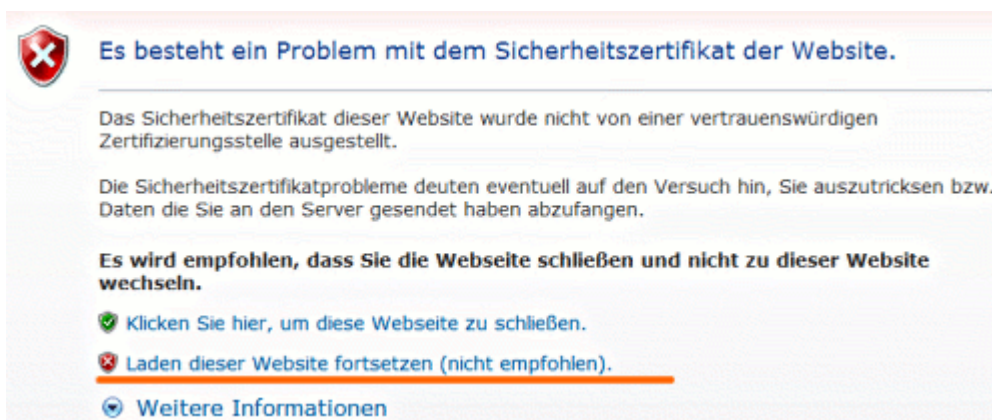 Es besteht ein Problem mit dem Sicherheitszertifikat der Website.
Das Sicherheitszertifikat dieser Website wurde nicht von einer vertrauenswürdigen
Zertifizierungsstelle ausgestellt.
Die Sicherheitszertifikatprobleme deuten eventuell auf den Versuch hin, Sie auszutricksen bzw.
Daten die Sie an den Server gesendet haben abzufangen.
Es wird empfohlen, dass Sie die Webseite schließen und nicht zu dieser Website
wechseln.
Klicken Sie hier, um diese Webseite zu schließen.
Laden dieser Website fortsetzen (nicht empfohlen).
Weitere Informationen